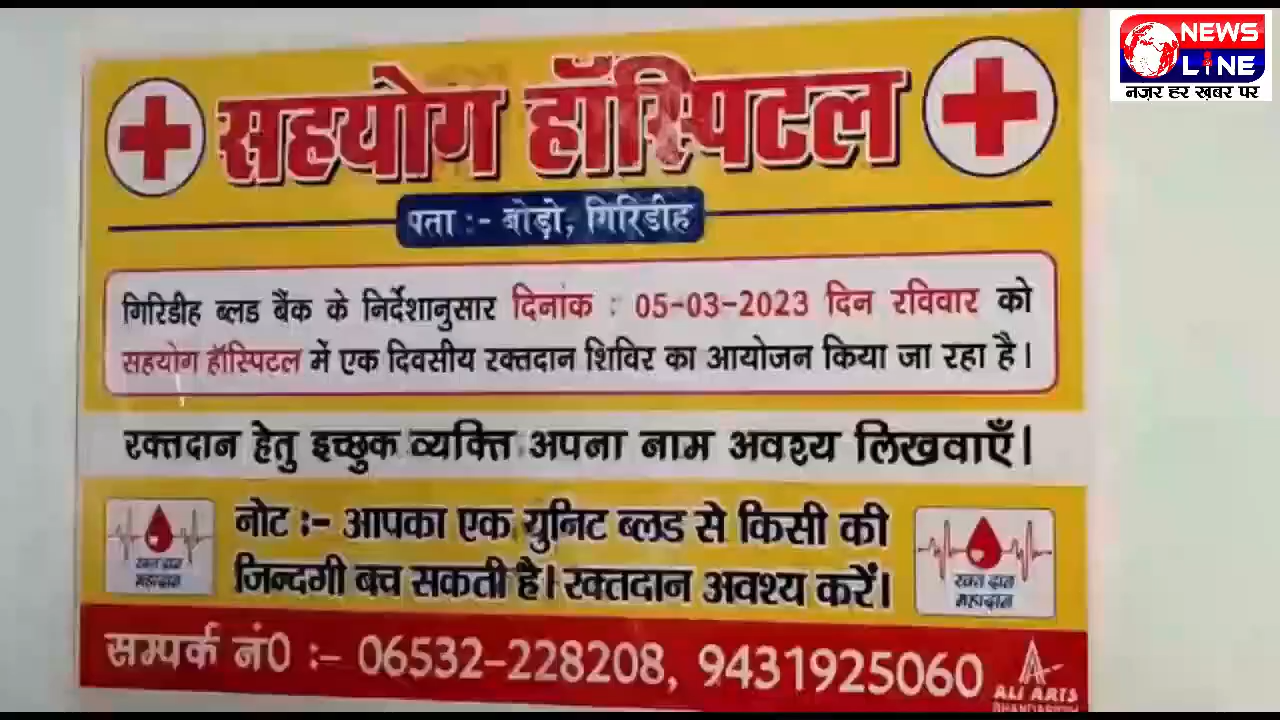 NEWS
LINE
नज़र हर ख़बर पर
सहयोग हॉस्पिटल
पता :- बोड़ो, गिरिडीह
गिरिडीह ब्लड बैंक के निर्देशानुसार दिनांक : 05-03-2023 दिन रविवार को
सहयोग हॉस्पिटल में एक दिवसीय रक्तदान शिविर का आयोजन किया जा रहा है।
रक्तदान हेतु इच्छुक व्यक्ति अपना नाम अवश्य लिखवाएँ।
नोट :- आपका एक युनिट ब्लड से किसी की
जिन्दगी बच सकती है। रक्तदान अवश्य करें।
रक्त दान
महादान
रक्त दान
महादान
सम्पर्क नं0 :- 06532-228208, 9431925060
ALI ARTS